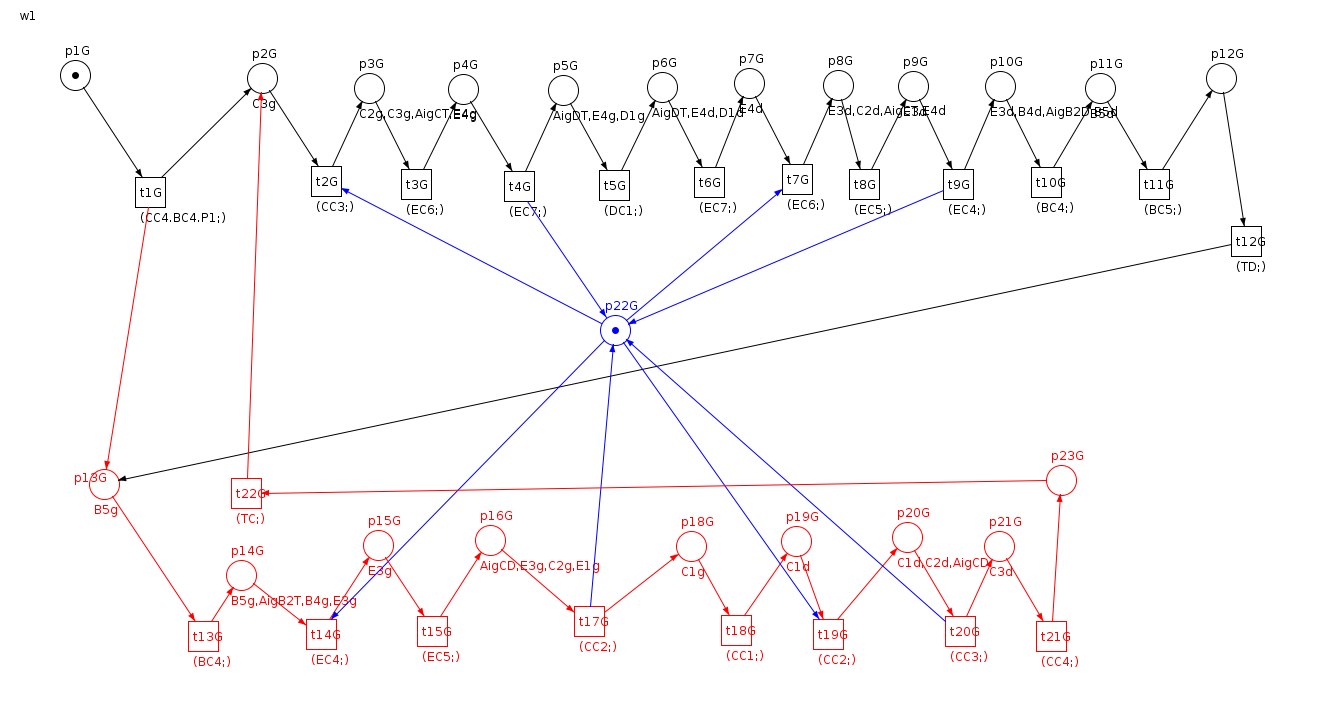 w1
p1G
p2G
p3G
p4G
p5G
p6G
p7G
p8G
p9G
p10G
p11G
p12G
C3g
C2g,C3g,AigCT,E4g
E4g
AigDT,E4g,D1g
AigDT,E4d,D1d
E4d
E3d,C2d,AigCT,E4d
E3d
E3d,B4d,AigB2D,B5d
B5d
t1G
t2G
t3G
t4G
t5G
t6G
t7G
t8G
t9G
t10G
t11G
t12G
(CC4.BC4.P1;)
(CC3;)
(EC6;)
(EC7;)
(DC1;)
(EC7;)
(EC6;)
(EC5;)
(EC4;)
(BC4;)
(BC5;)
(TD;)
p22G
p13G
B5g
t22G
(TC;)
p23G
p14G
p15G
p16G
p18G
p19G
p20G
p21G
B5g,AigB2T,B4g,E3g
E3g
AigCD,E3g,C2g,E1g
C1g
C1d
C1d,C2d,AigCD
C3d
t13G
t14G
t15G
t17G
t18G
t19G
t20G
t21G
(BC4;)
(EC4;)
(EC5;)
(CC2;)
(CC1;)
(CC2;)
(CC3;)
(CC4;)